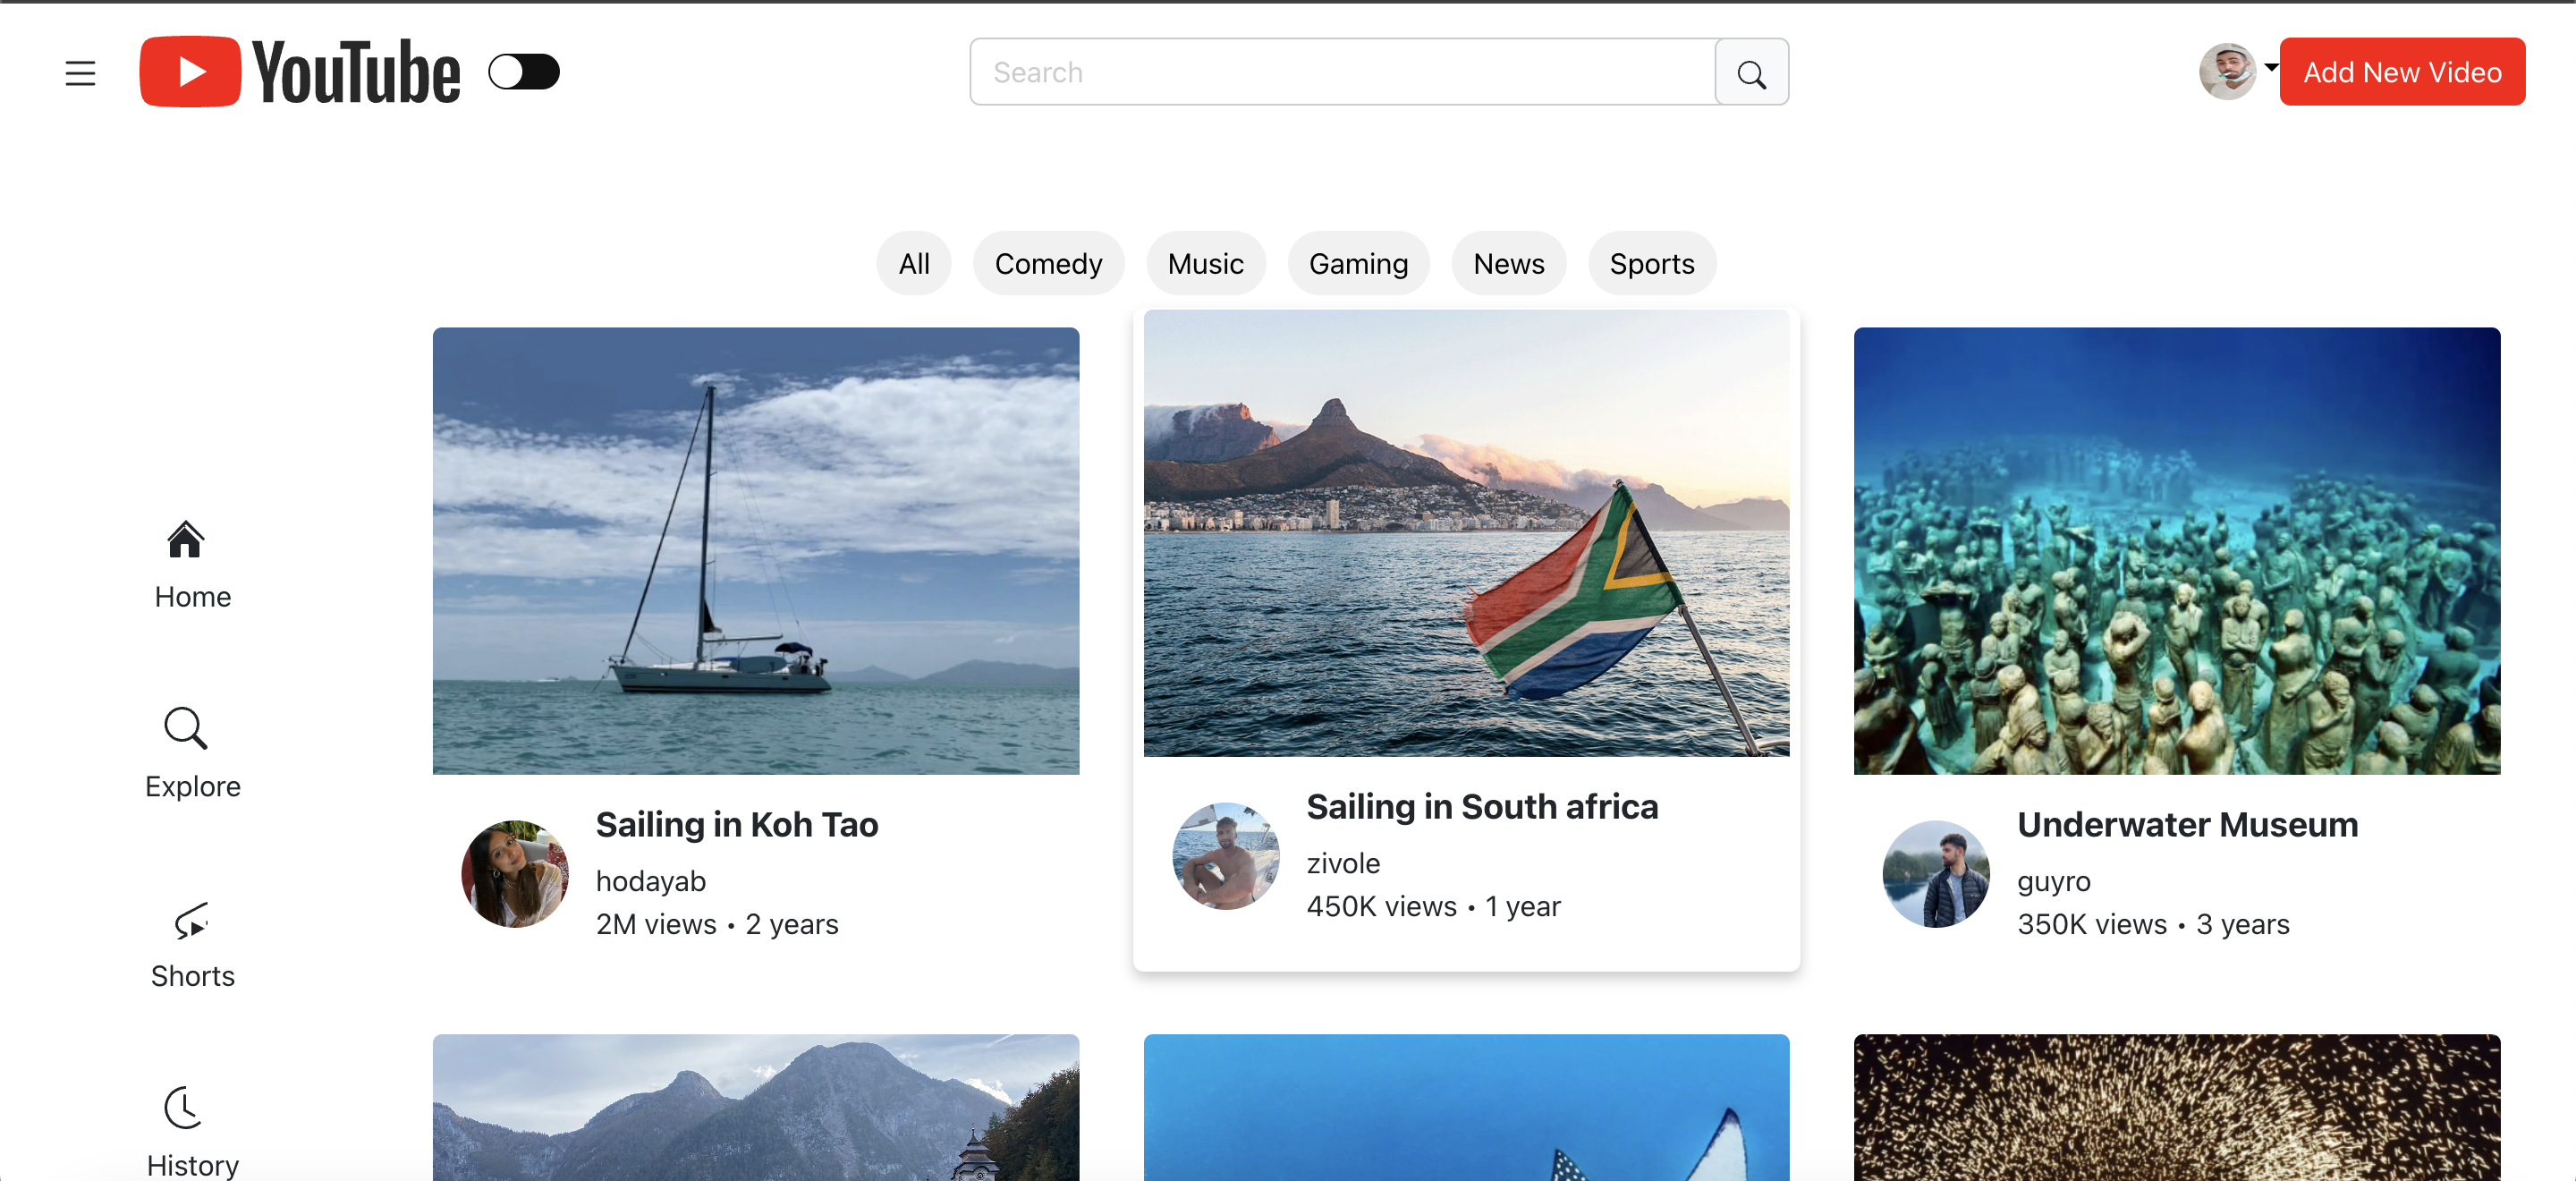 YouTube
Search
Add New Video
All
Comedy
Music
Gaming
News
Sports
Home
Explore
Shorts
History
Sailing in Koh Tao
hodayab
2M views • 2 years
Sailing in South africa
zivole
450K views • 1 year
Underwater Museum
guyro
350K views • 3 years